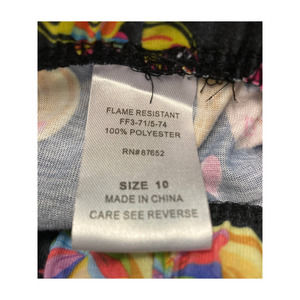 FLAME RESISTANT
FF3-71/5-74
100% POLYESTER
RN#87652
SIZE 10
MADE IN CHINA
CARE SEE REVERSE